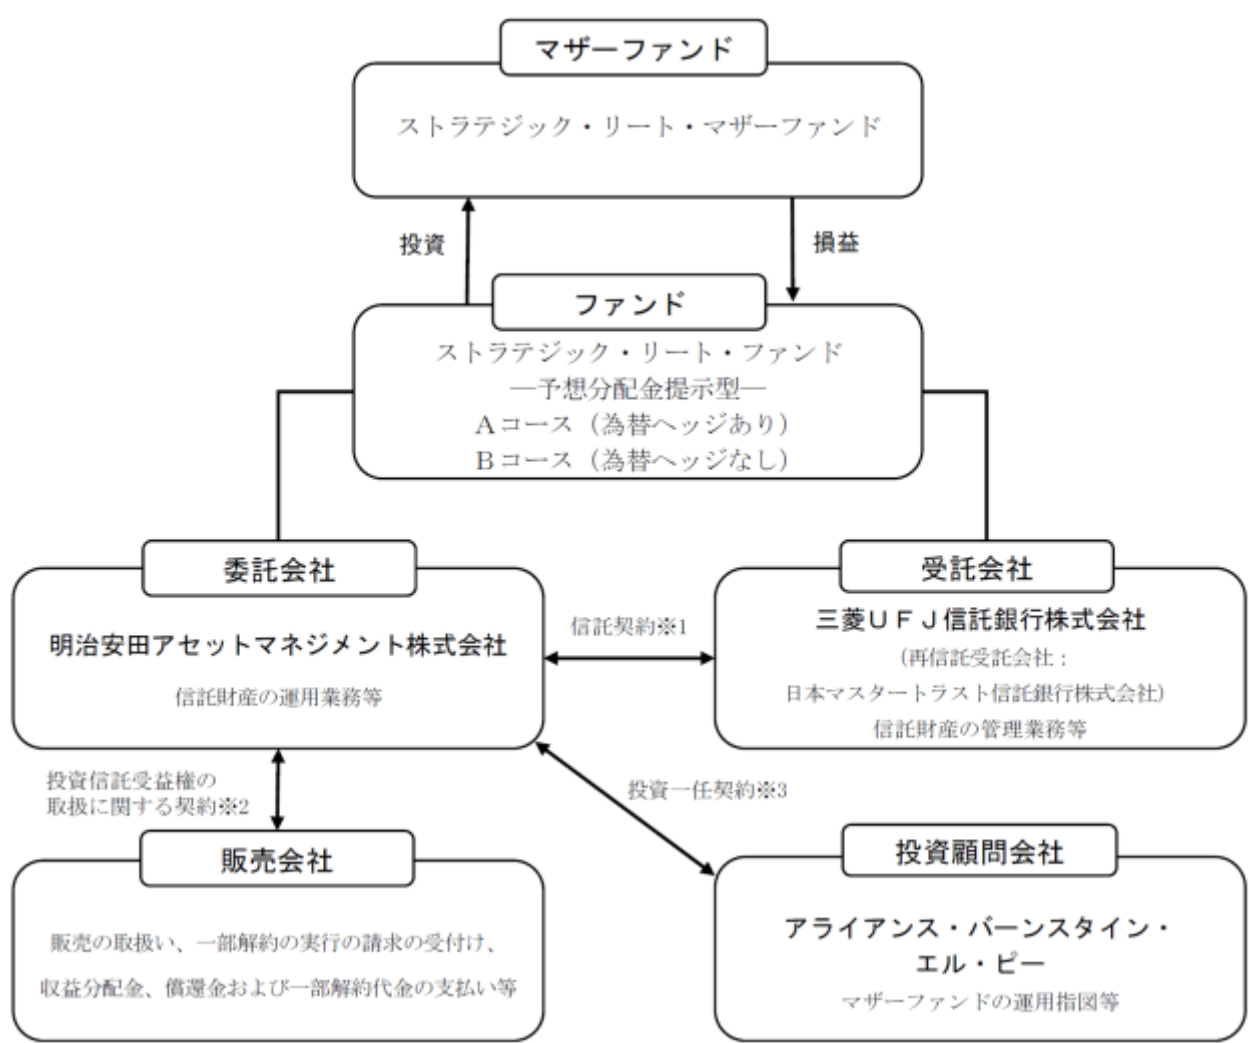 マザーファンド
ストラテジック・リート・マザーファンド
投資
損益
ファンド
ストラテジック・リート・ファンド
―予想分配金提示型―
Ａコース（為替ヘッジあり）
Ｂコース（為替ヘッジなし）
委託会社
明治安田アセットマネジメント株式会社
信託財産の運用業務等
信託契約※1
受託会社
三菱ＵＦＪ信託銀行株式会社
（再信託受託会社：
日本マスタートラスト信託銀行株式会社）
信託財産の管理業務等
投資信託受益権の
取扱に関する契約※2
投資一任契約※3
販売会社
販売の取扱い、一部解約の実行の請求の受付け、
収益分配金、償還金および一部解約代金の支払い等
投資顧問会社
アライアンス・バーンスタイン・
エル・ピー
マザーファンドの運用指図等